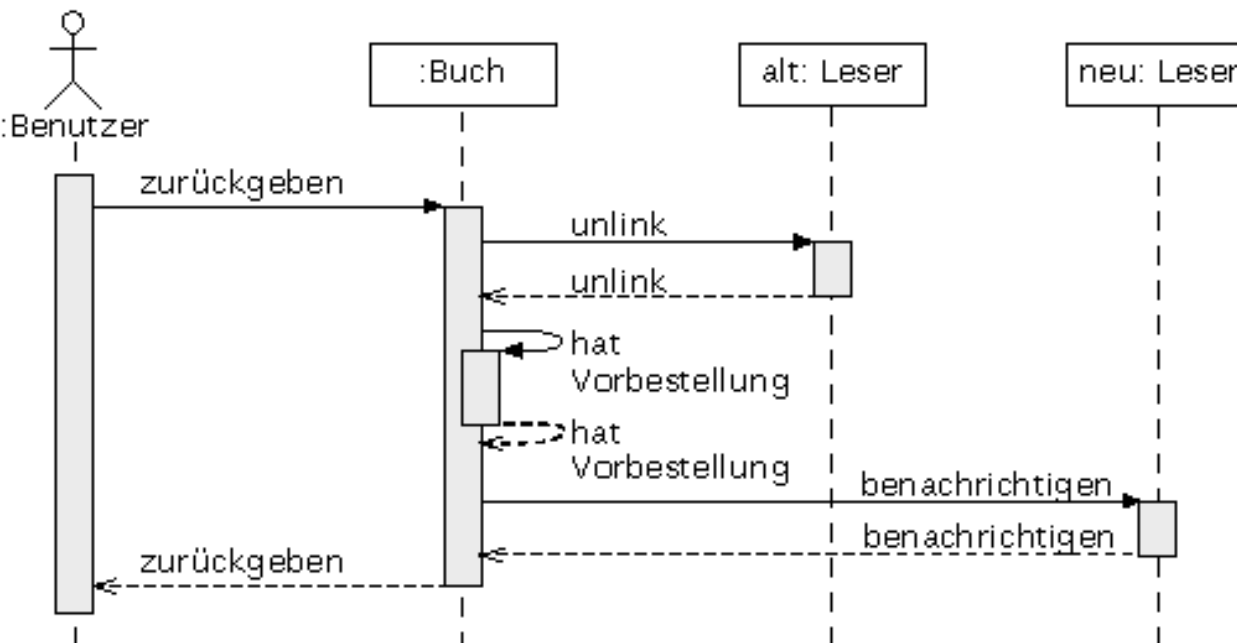 :Buch
alt: Leser
neu: Leser
:Benutzer
zurückgeben
unlink
unlink
hat
Vorbestellung
hat
Vorbestellung
benachrichtigen
benachrichtigen
zurückgeben